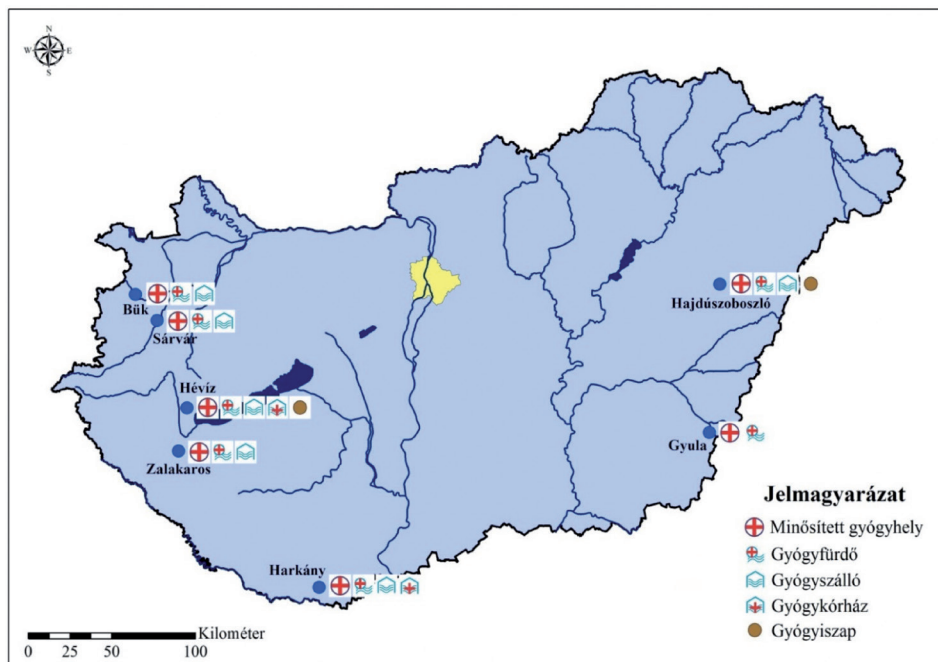 N
W E
S
Bük
Sárvár
Hévíz
Zalakaros
Harkány
Hajdúszoboszló
Gyula
Jelmagyarázat
Minősített gyógyhely
Gyógyfürdő
Gyógyszálló
Gyógykórház
Gyógyiszap
Kilométer
0 25 50 100